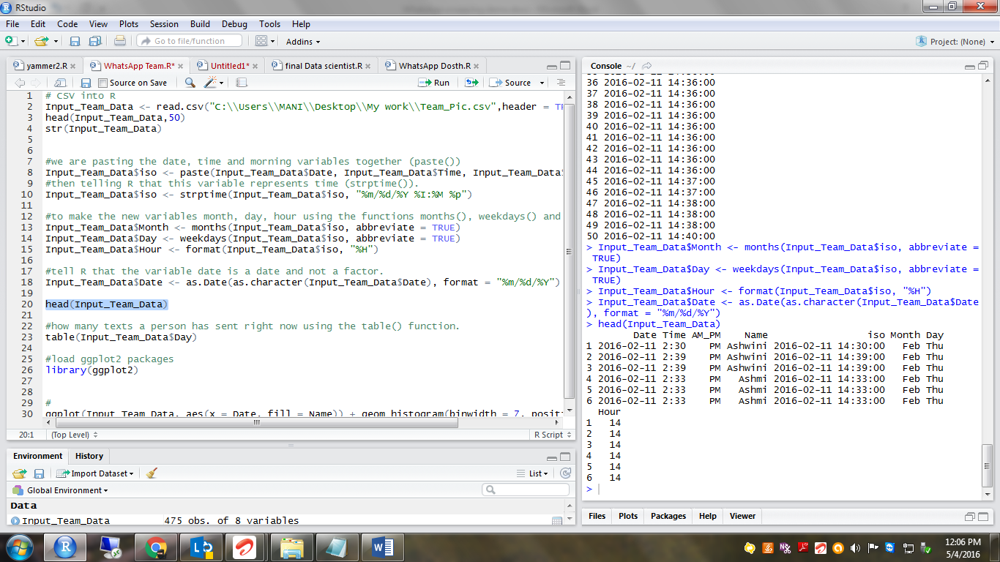 RStudio
File Edit Code View Plots Session Build Debug Tools Help
Go to file/function Addins Project: (None)
yammer2.R WhatsApp Team.R* Untitled1* final Data scientist.R WhatsApp Dosth.R
Source on Save Run Source
1 # CSV into R
2 Input_Team_Data <- read.csv("C:\\Users\\MANI\\Desktop\\My work\\Team_Pic.csv",header = TR
3 head(Input_Team_Data,50)
4 str(Input_Team_Data)
5
6
7 #we are pasting the date, time and morning variables together (paste())
8 Input_Team_Data$iso <- paste(Input_Team_Data$Date, Input_Team_Data$Time, Input_Team_Data$
9 #then telling R that this variable represents time (strptime()).
10 Input_Team_Data$iso <- strptime(Input_Team_Data$iso, "%m/%d/%Y %I:%M %p")
11
12 #to make the new variables month, day, hour using the functions months(), weekdays() and
13 Input_Team_Data$Month <- months(Input_Team_Data$iso, abbreviate = TRUE)
14 Input_Team_Data$Day <- weekdays(Input_Team_Data$iso, abbreviate = TRUE)
15 Input_Team_Data$Hour <- format(Input_Team_Data$iso, "%H")
16
17 #tell R that the variable date is a date and not a factor.
18 Input_Team_Data$Date <- as.Date(as.character(Input_Team_Data$Date), format = "%m/%d/%Y")
19
20 head(Input_Team_Data)
21
22 #how many texts a person has sent right now using the table() function.
23 table(Input_Team_Data$Day)
24
25 #load ggplot2 packages
26 library(ggplot2)
27
28
29 #
30 ggplot(Input_Team_Data, aes(x = Date, fill = Name)) + geom_histogram(binwidth = 7, positi
20:1 (Top Level) R Script
Environment History
Import Dataset List
Global Environment
Data
Input_Team_Data 475 obs. of 8 variables
Console ~/
36 2016-02-11 14:36:00
37 2016-02-11 14:36:00
38 2016-02-11 14:36:00
39 2016-02-11 14:36:00
40 2016-02-11 14:36:00
41 2016-02-11 14:36:00
42 2016-02-11 14:36:00
43 2016-02-11 14:36:00
44 2016-02-11 14:36:00
45 2016-02-11 14:37:00
46 2016-02-11 14:37:00
47 2016-02-11 14:38:00
48 2016-02-11 14:38:00
49 2016-02-11 14:38:00
50 2016-02-11 14:40:00
> Input_Team_Data$Month <- months(Input_Team_Data$iso, abbreviate =
TRUE)
> Input_Team_Data$Day <- weekdays(Input_Team_Data$iso, abbreviate =
TRUE)
> Input_Team_Data$Hour <- format(Input_Team_Data$iso, "%H")
> Input_Team_Data$Date <- as.Date(as.character(Input_Team_Data$Date
), format = "%m/%d/%Y")
> head(Input_Team_Data)
Date Time AM_PM Name iso Month Day
1 2016-02-11 2:30 PM Ashwini 2016-02-11 14:30:00 Feb Thu
2 2016-02-11 2:39 PM Ashwini 2016-02-11 14:39:00 Feb Thu
3 2016-02-11 2:39 PM Ashwini 2016-02-11 14:39:00 Feb Thu
4 2016-02-11 2:33 PM Ashmi 2016-02-11 14:33:00 Feb Thu
5 2016-02-11 2:33 PM Ashmi 2016-02-11 14:33:00 Feb Thu
6 2016-02-11 2:33 PM Ashmi 2016-02-11 14:33:00 Feb Thu
Hour
1 14
2 14
3 14
4 14
5 14
6 14
>
Files Plots Packages Help Viewer
12:06 PM
5/4/2016